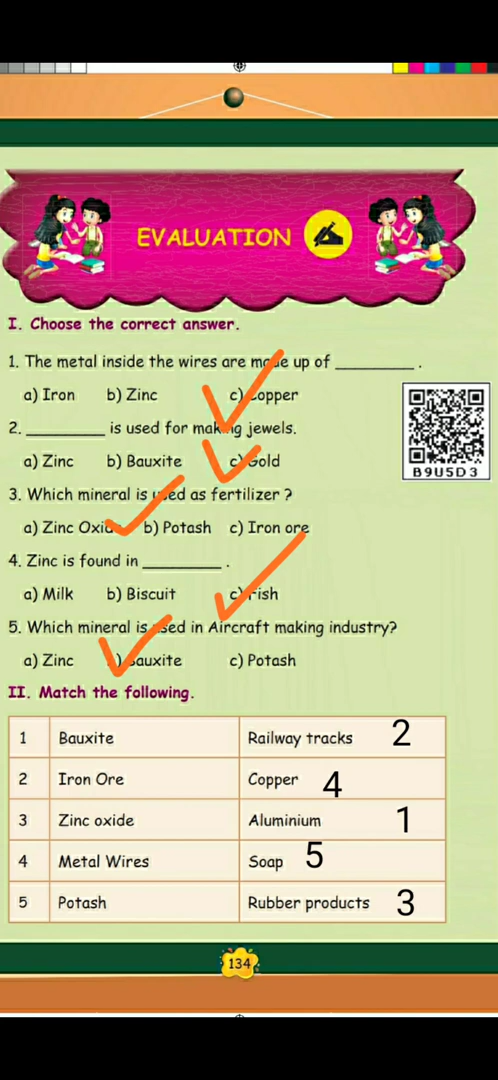 EVALUATION
I. Choose the correct answer.
1. The metal inside the wires are made up of _________ .
a) Iron b) Zinc c) Copper
2. _________ is used for making jewels.
a) Zinc b) Bauxite c) Gold
B9U5D3
3. Which mineral is used as fertilizer ?
a) Zinc Oxide b) Potash c) Iron ore
4. Zinc is found in _________ .
a) Milk b) Biscuit c) Fish
5. Which mineral is used in Aircraft making industry?
a) Zinc b) Bauxite c) Potash
II. Match the following.
1 Bauxite Railway tracks 2
2 Iron Ore Copper 4
3 Zinc oxide Aluminium 1
4 Metal Wires Soap 5
5 Potash Rubber products 3
134